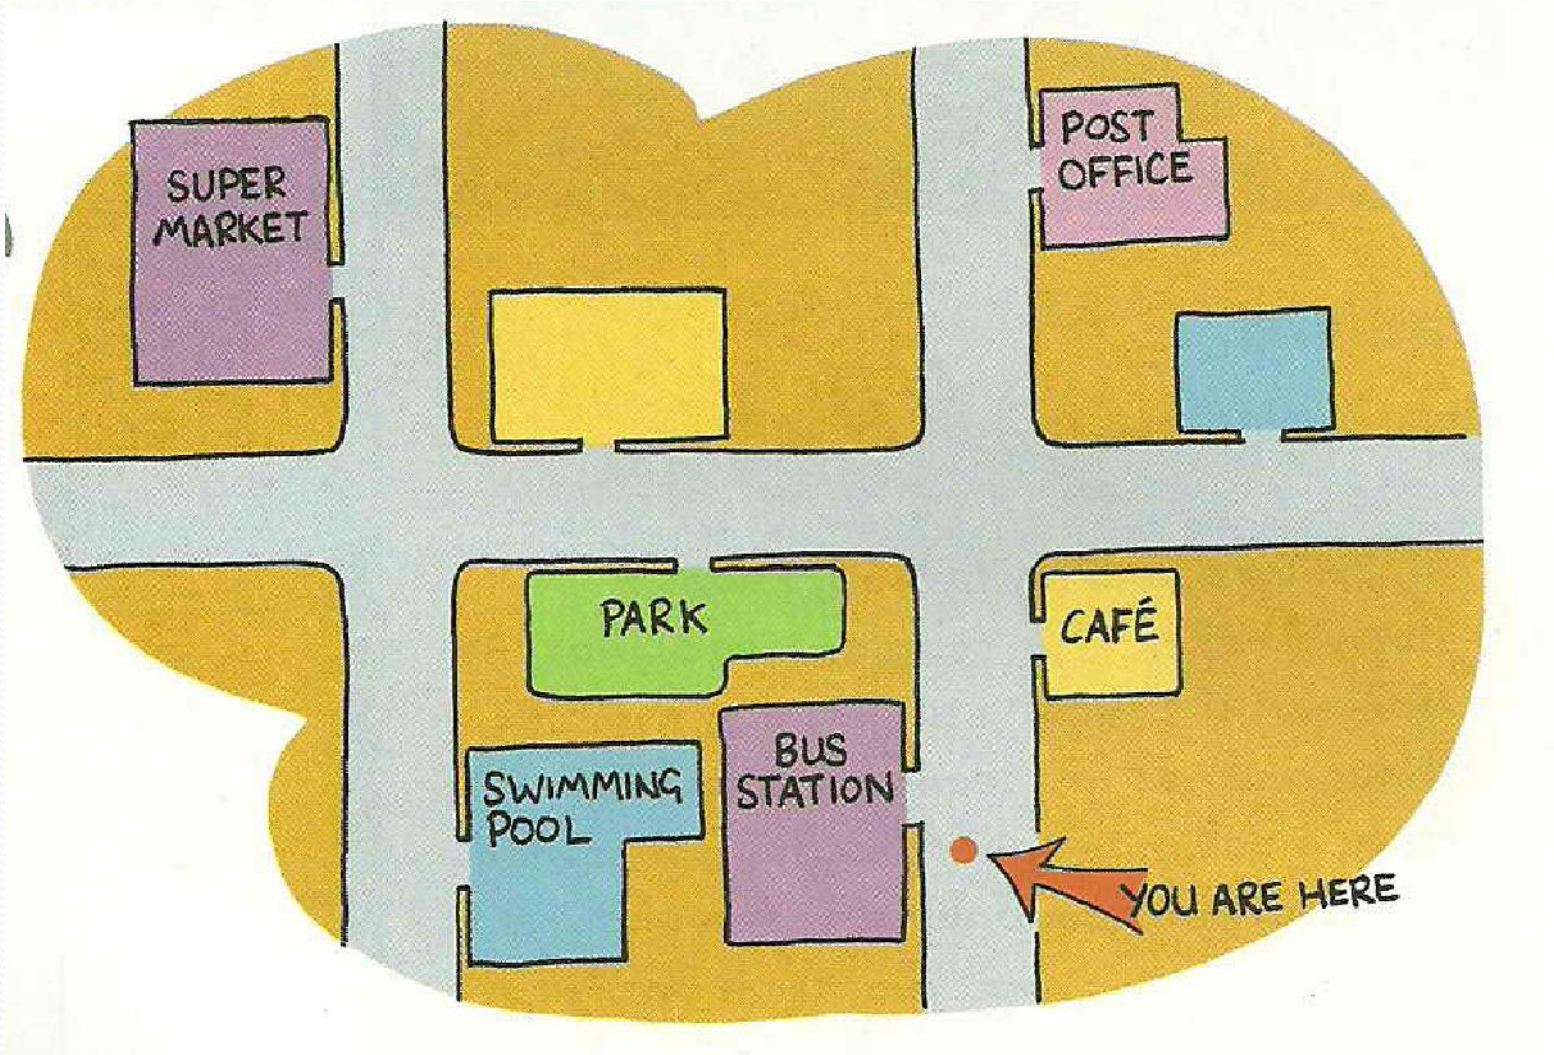 SUPER
MARKET
POST
OFFICE
PARK
CAFÉ
BUS
STATION
SWIMMING
POOL
YOU ARE HERE